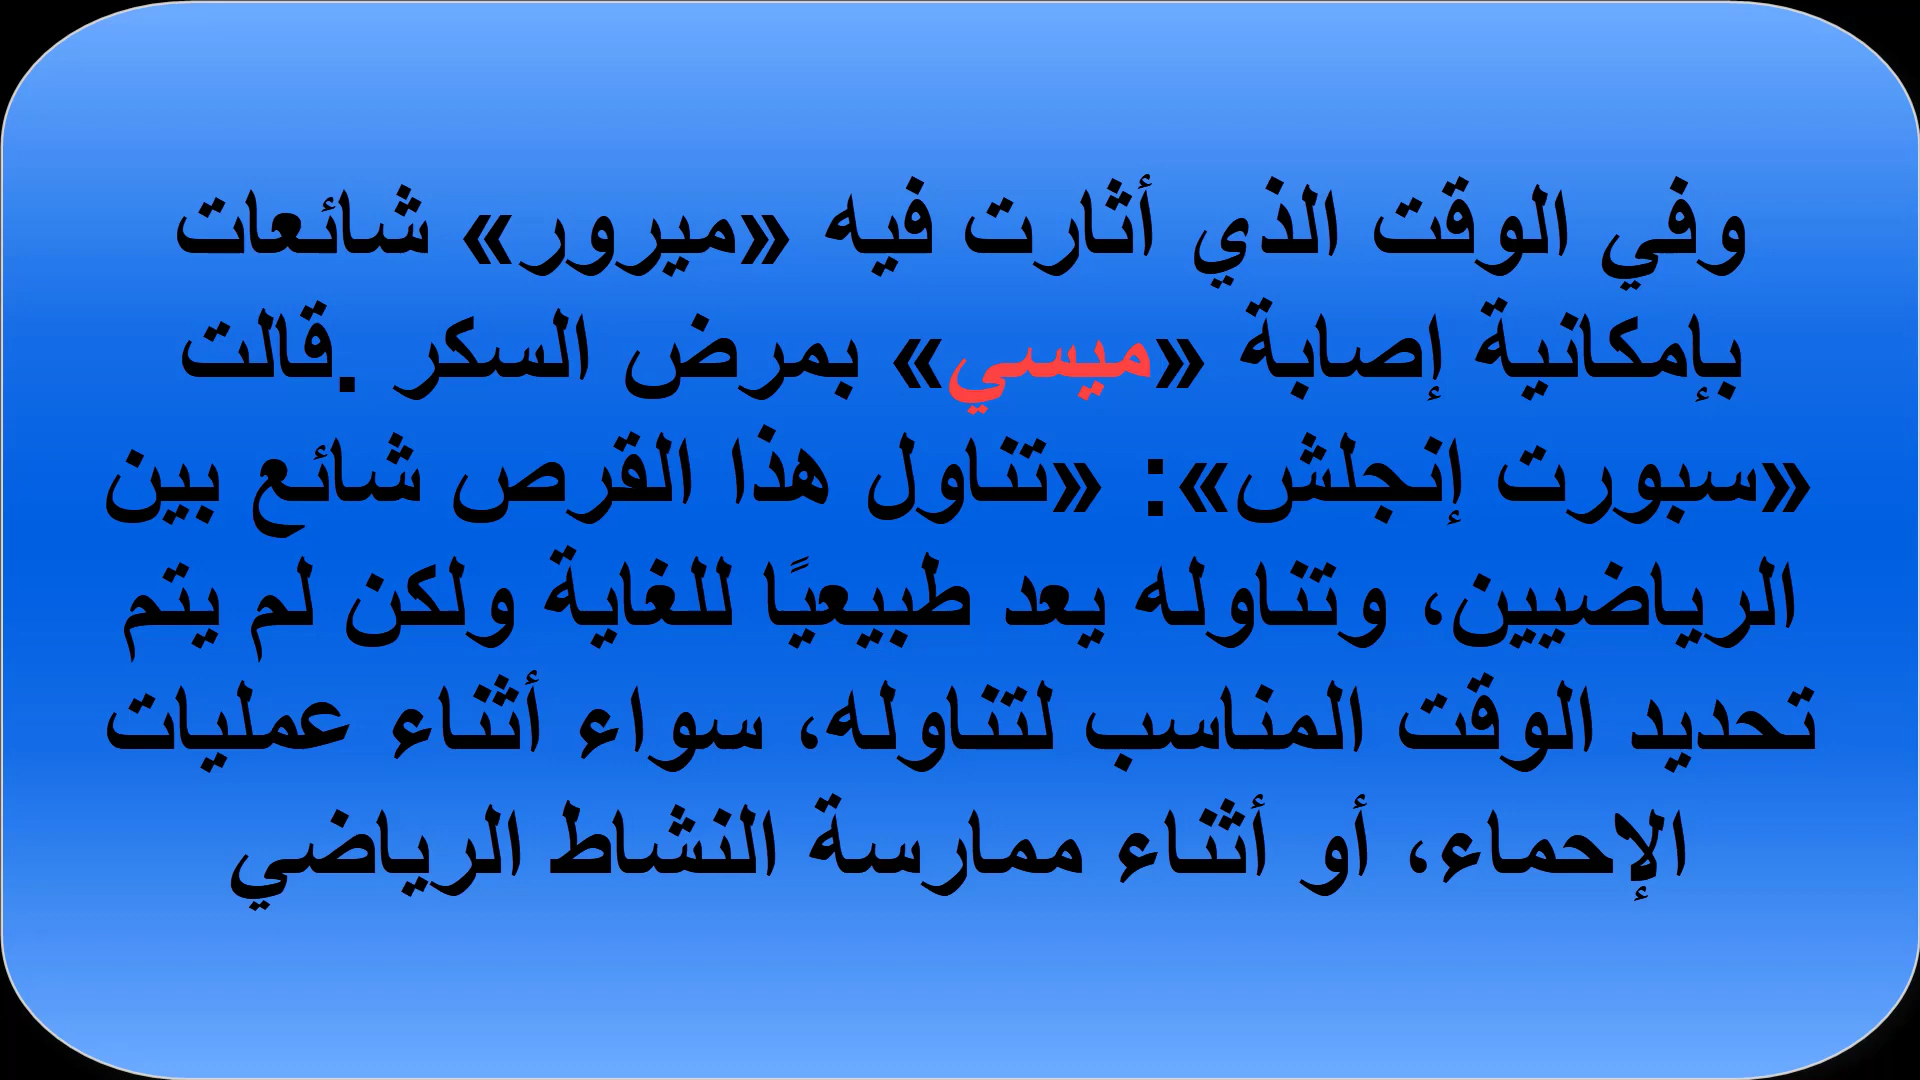 وفي الوقت الذي أثارت فيه «ميرور» شائعات
بإمكانية إصابة «ميسي» بمرض السكر .قالت
«سبورت إنجلش»: «تناول هذا القرص شائع بين
الرياضيين، وتناوله يعد طبيعيًا للغاية ولكن لم يتم
تحديد الوقت المناسب لتناوله، سواء أثناء عمليات
الإحماء، أو أثناء ممارسة النشاط الرياضي